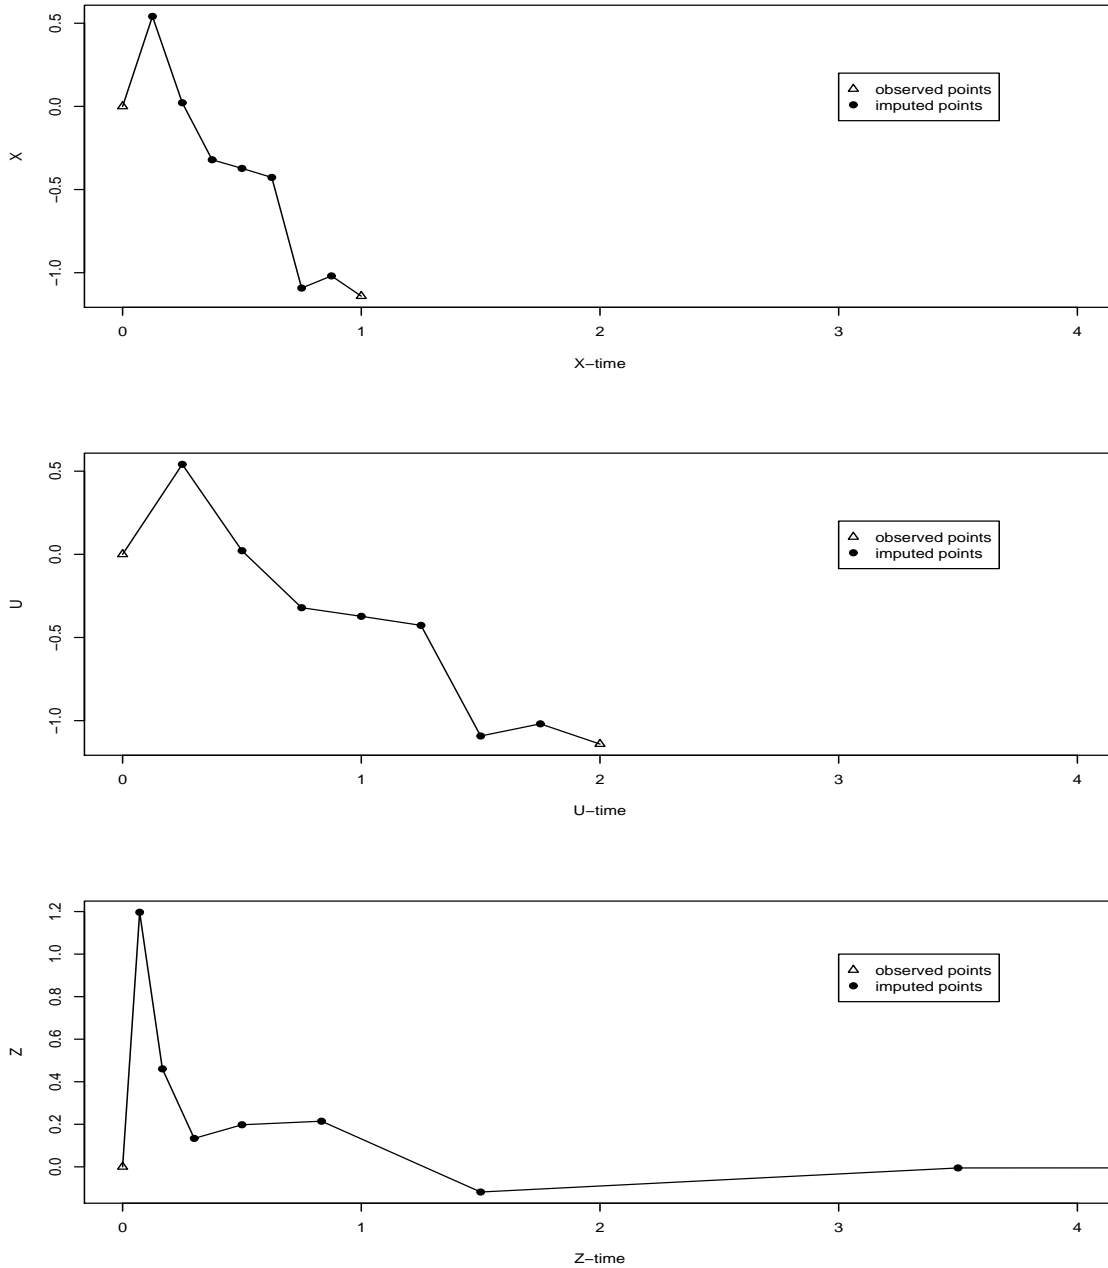 0.5
0.0
−0.5
−1.0
X
observed points
imputed points
0 1 2 3 4
X−time
0.5
0.0
−0.5
−1.0
U
observed points
imputed points
0 1 2 3 4
U−time
1.2
1.0
0.8
0.6
0.4
0.2
0.0
Z
observed points
imputed points
0 1 2 3 4
Z−time